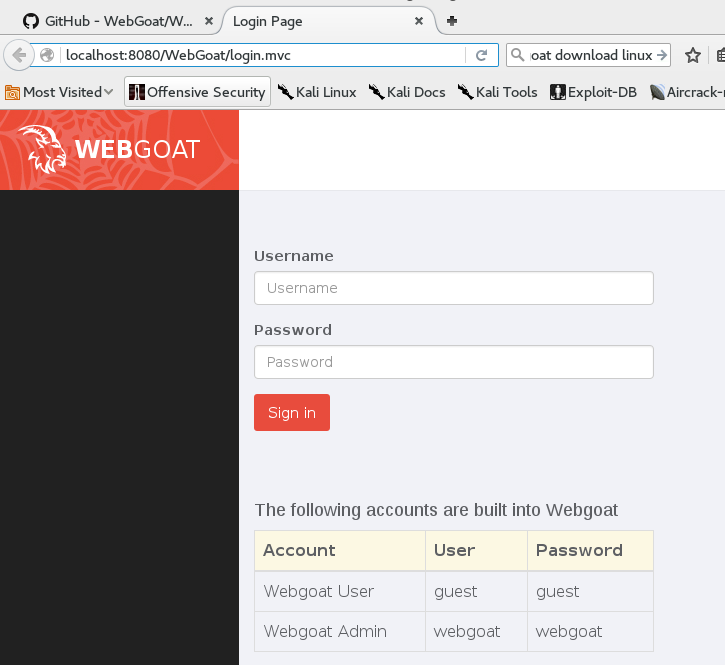 GitHub - WebGoat/W...
Login Page
localhost:8080/WebGoat/login.mvc
oat download linux
Most Visited
Offensive Security
Kali Linux
Kali Docs
Kali Tools
Exploit-DB
Aircrack-
WEBGOAT
Username
Username
Password
Password
Sign in
The following accounts are built into Webgoat
Account User Password
Webgoat User guest guest
Webgoat Admin webgoat webgoat